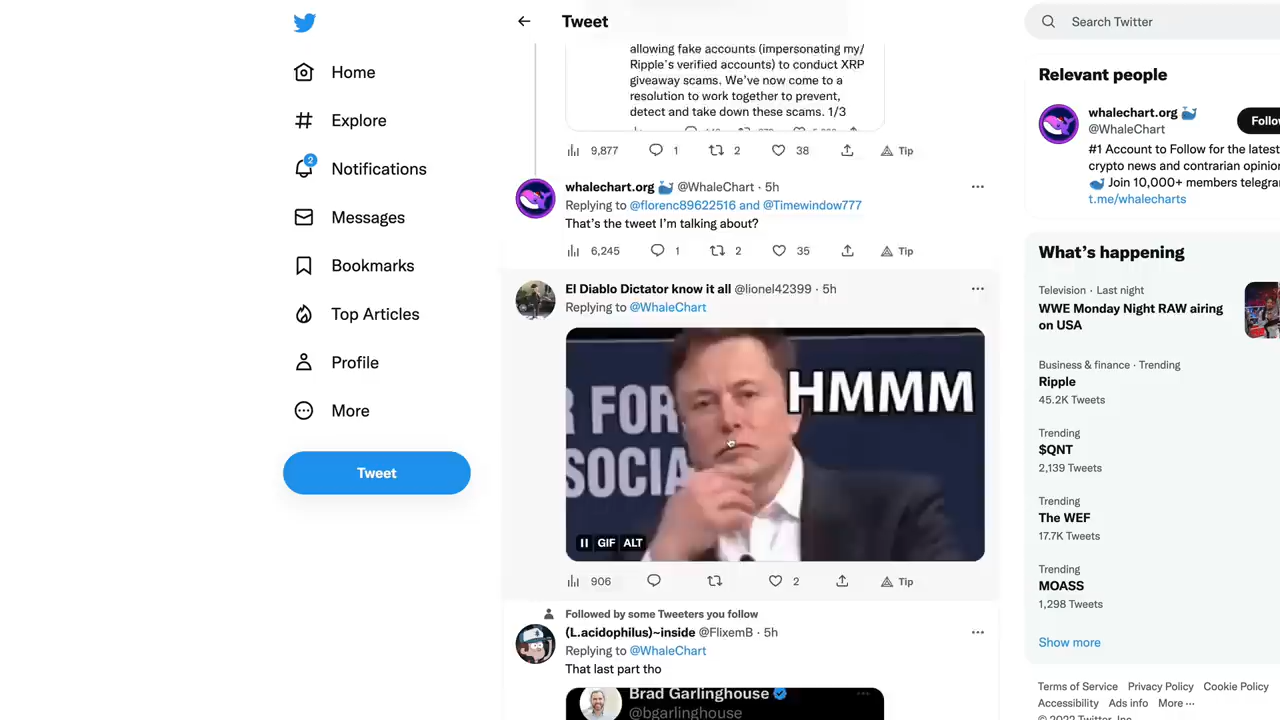 Home
Explore
2
Notifications
Messages
Bookmarks
Top Articles
Profile
More
Tweet
Tweet
allowing fake accounts (impersonating my/
Ripple's verified accounts) to conduct XRP
giveaway scams. We've now come to a
resolution to work together to prevent,
detect and take down these scams. 1/3
9,877 1 2 38 Tip
whalechart.org @WhaleChart · 5h
Replying to @florenc89622516 and @Timewindow777
That's the tweet I'm talking about?
6,245 1 2 35 Tip
El Diablo Dictator know it all @lionel42399 · 5h
Replying to @WhaleChart
HMMM
FOR
SOCIA
GIF ALT
906 2 Tip
Followed by some Tweeters you follow
(L.acidophilus)~inside @FlixemB · 5h
Replying to @WhaleChart
That last part tho
Brad Garlinghouse
@bgarlinghouse
Search Twitter
Relevant people
whalechart.org
@WhaleChart
Follo
#1 Account to Follow for the latest
crypto news and contrarian opinion
Join 10,000+ members telegra
t.me/whalecharts
What's happening
Television · Last night
WWE Monday Night RAW airing
on USA
Business & finance · Trending
Ripple
45.2K Tweets
Trending
$QNT
2,139 Tweets
Trending
The WEF
17.7K Tweets
Trending
MOASS
1,298 Tweets
Show more
Terms of Service Privacy Policy Cookie Policy
Accessibility Ads info More ···
© 2022 Twitter, Inc.